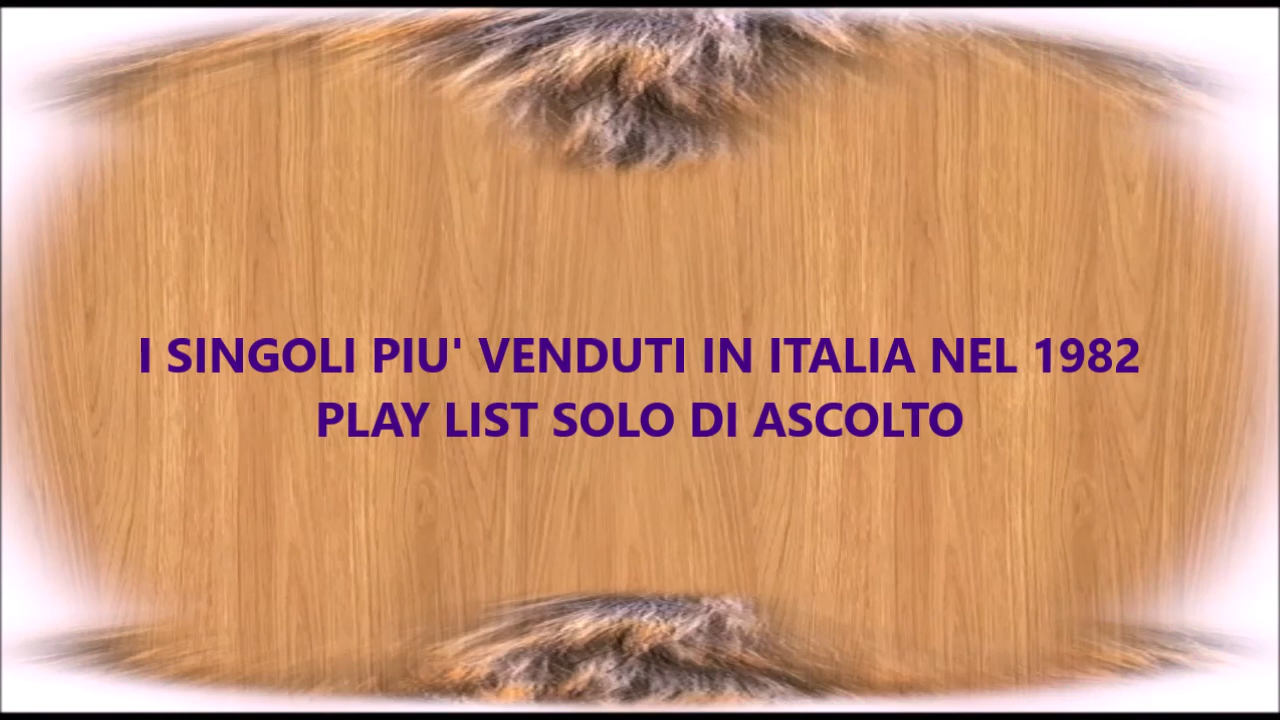 I SINGOLI PIU' VENDUTI IN ITALIA NEL 1982
PLAY LIST SOLO DI ASCOLTO